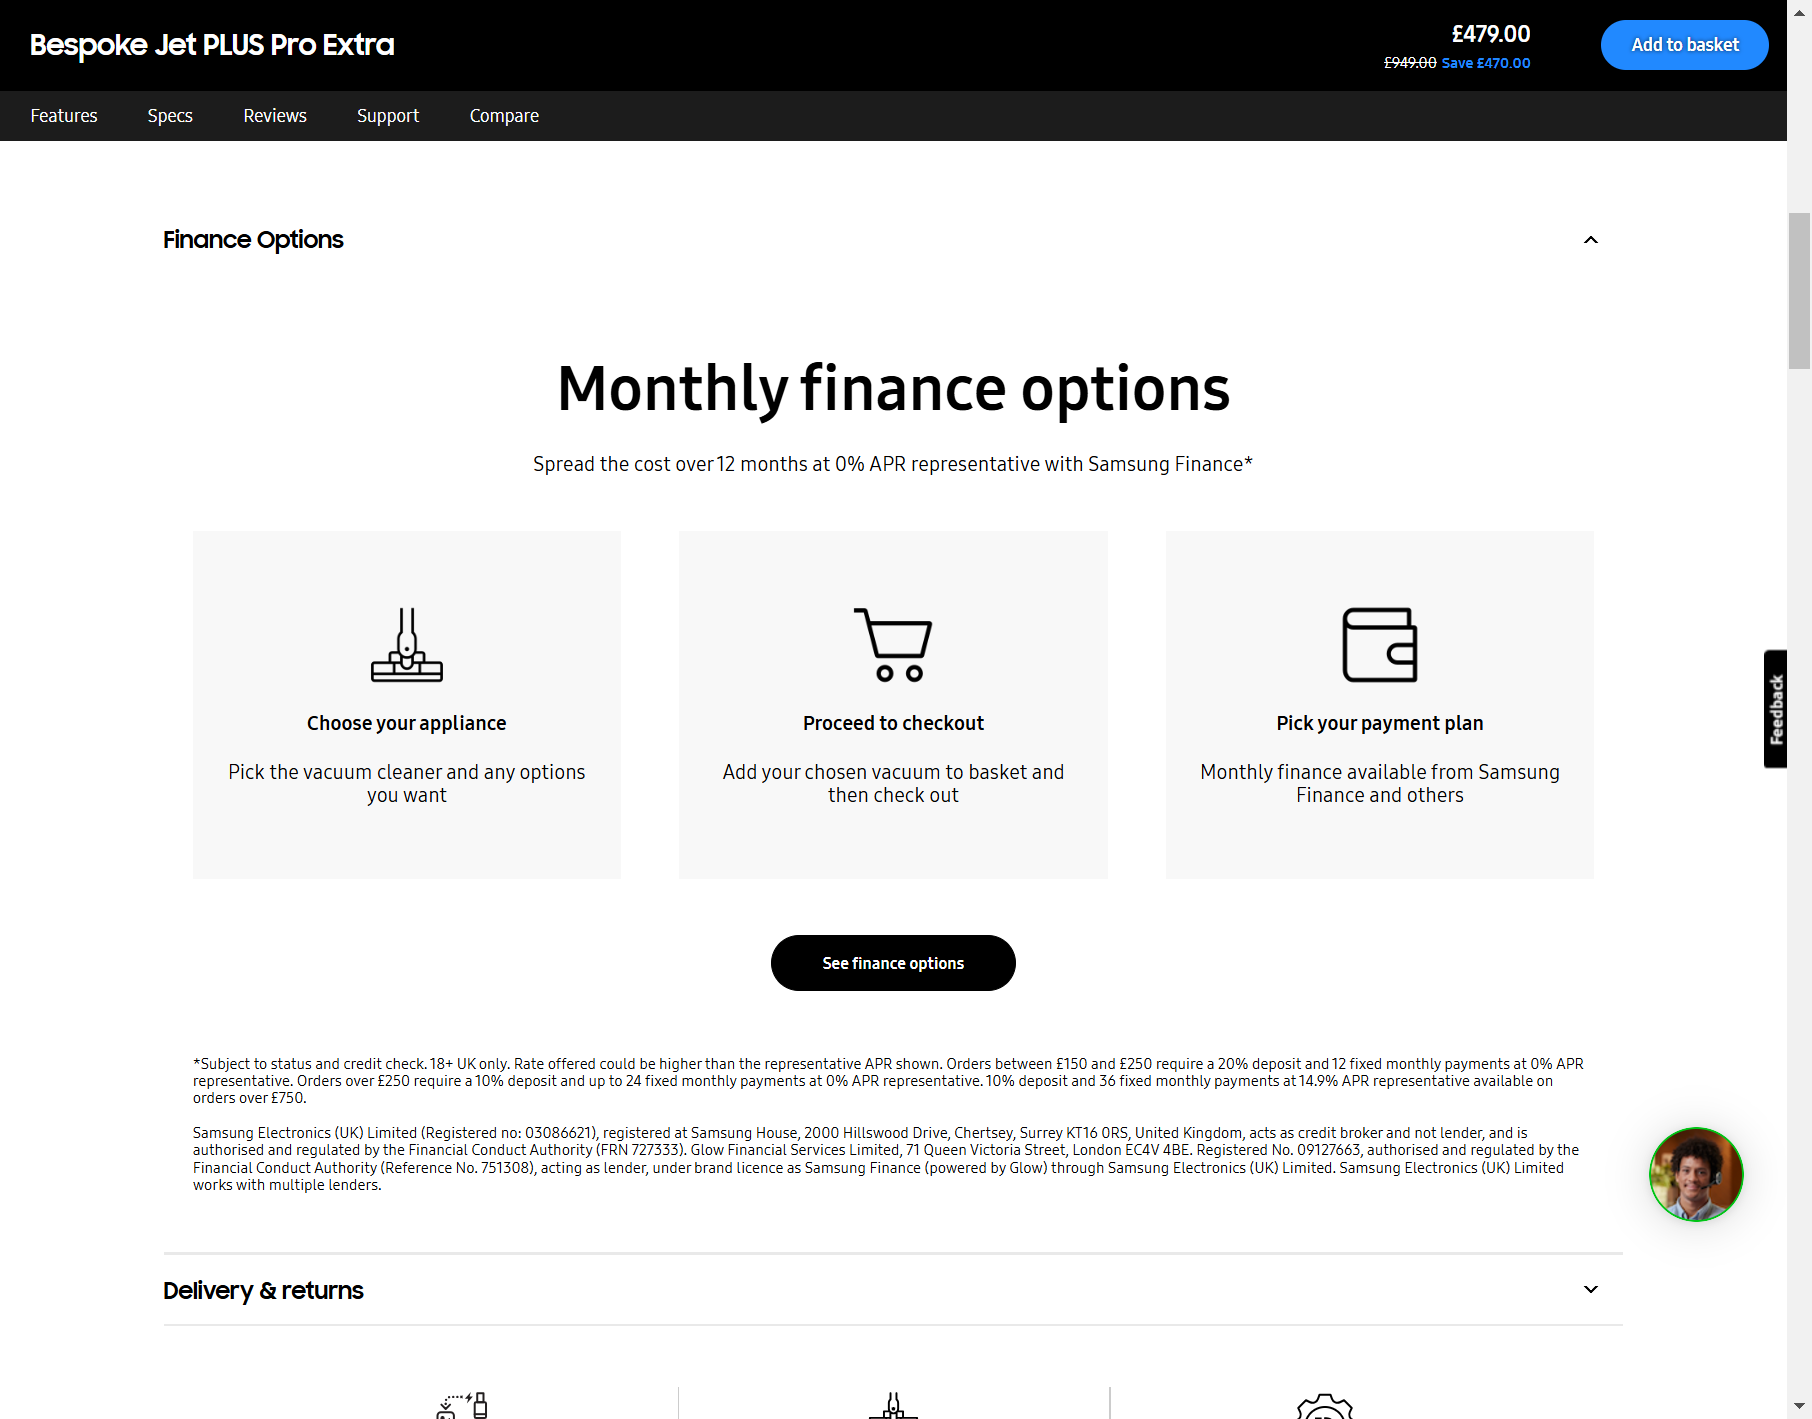 Bespoke Jet PLUS Pro Extra
£479.00
£949.00 Save £470.00
Add to basket
Features Specs Reviews Support Compare
Finance Options
Monthly finance options
Spread the cost over 12 months at 0% APR representative with Samsung Finance*
Choose your appliance
Pick the vacuum cleaner and any options
you want
Proceed to checkout
Add your chosen vacuum to basket and
then check out
Pick your payment plan
Monthly finance available from Samsung
Finance and others
Feedback
See finance options
*Subject to status and credit check. 18+ UK only. Rate offered could be higher than the representative APR shown. Orders between £150 and £250 require a 20% deposit and 12 fixed monthly payments at 0% APR
representative. Orders over £250 require a 10% deposit and up to 24 fixed monthly payments at 0% APR representative. 10% deposit and 36 fixed monthly payments at 14.9% APR representative available on
orders over £750.
Samsung Electronics (UK) Limited (Registered no: 03086621), registered at Samsung House, 2000 Hillswood Drive, Chertsey, Surrey KT16 0RS, United Kingdom, acts as credit broker and not lender, and is
authorised and regulated by the Financial Conduct Authority (FRN 727333). Glow Financial Services Limited, 71 Queen Victoria Street, London EC4V 4BE. Registered No. 09127663, authorised and regulated by the
Financial Conduct Authority (Reference No. 751308), acting as lender, under brand licence as Samsung Finance (powered by Glow) through Samsung Electronics (UK) Limited. Samsung Electronics (UK) Limited
works with multiple lenders.
Delivery & returns